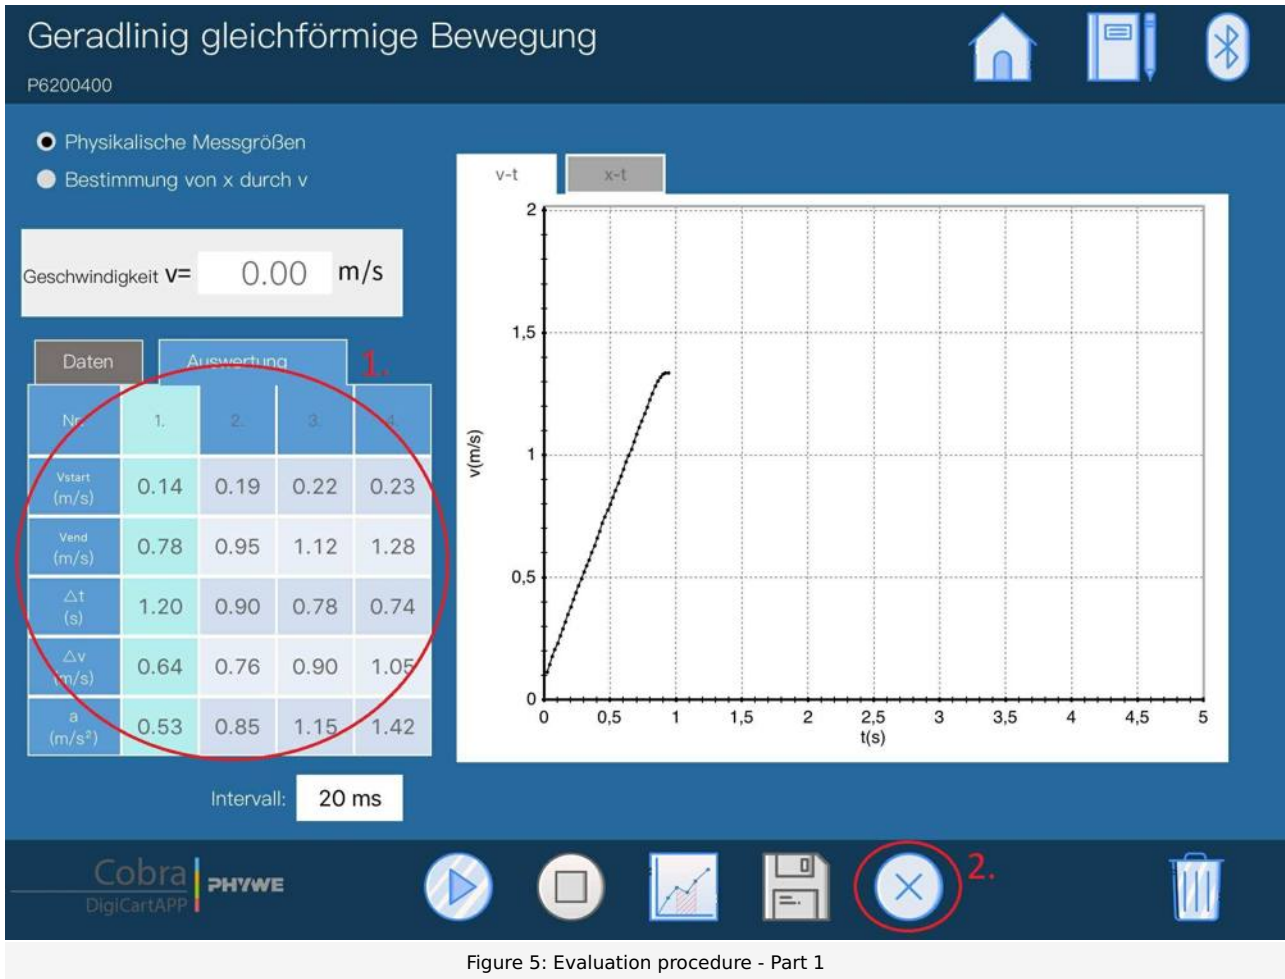 Geradlinig gleichförmige Bewegung
P6200400
Physikalische Messgrößen
Bestimmung von x durch v
Geschwindigkeit v= 0.00 m/s
Daten Auswertung 1.
Nr. 1. 2. 3. 4.
Vstart (m/s) 0.14 0.19 0.22 0.23
Vend (m/s) 0.78 0.95 1.12 1.28
△t (s) 1.20 0.90 0.78 0.74
△v (m/s) 0.64 0.76 0.90 1.05
a (m/s²) 0.53 0.85 1.15 1.42
Intervall: 20 ms
v-t x-t
2
1,5
1
0,5
0
v(m/s)
0 0,5 1 1,5 2 2,5 3 3,5 4 4,5 5
t(s)
Cobra PHYWE
DigiCartAPP
2.
Figure 5: Evaluation procedure - Part 1